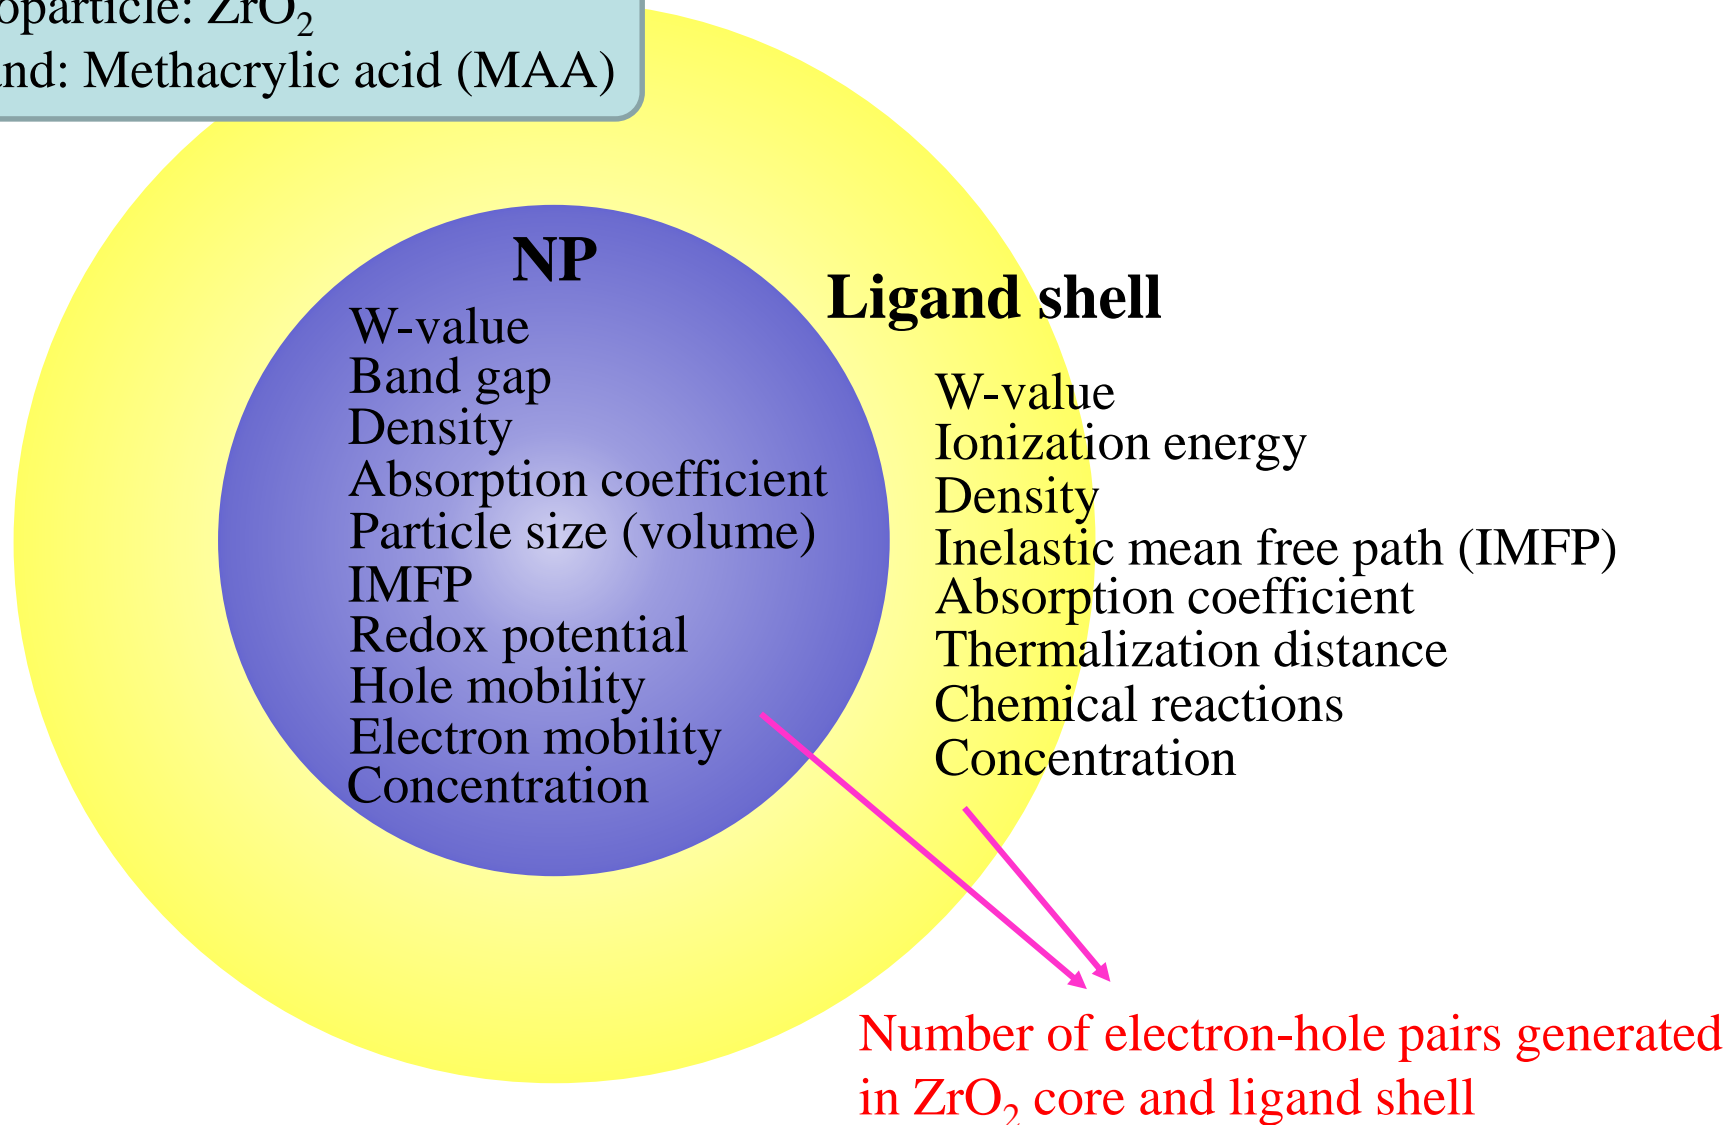 oparticle: ZrO₂
and: Methacrylic acid (MAA)
NP
W-value
Band gap
Density
Absorption coefficient
Particle size (volume)
IMFP
Redox potential
Hole mobility
Electron mobility
Concentration
Ligand shell
W-value
Ionization energy
Density
Inelastic mean free path (IMFP)
Absorption coefficient
Thermalization distance
Chemical reactions
Concentration
Number of electron-hole pairs generated
in ZrO₂ core and ligand shell